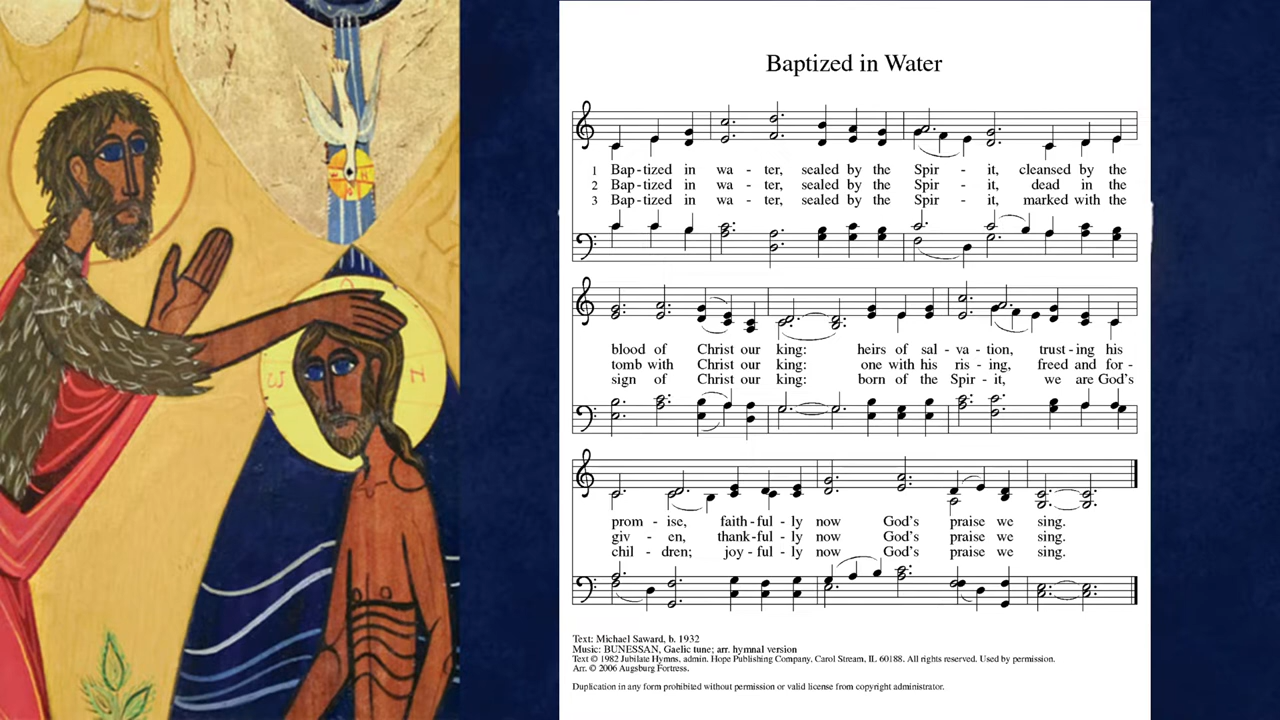 Baptized in Water
1 Bap - tized in wa - ter, sealed by the Spir - it, cleansed by the
2 Bap - tized in wa - ter, sealed by the Spir - it, dead in the
3 Bap - tized in wa - ter, sealed by the Spir - it, marked with the
blood of Christ our king: heirs of sal - va - tion, trust - ing his
tomb with Christ our king: one with his ris - ing, freed and for -
sign of Christ our king: born of the Spir - it, we are God's
prom - ise, faith - ful - ly now God's praise we sing.
giv - en, thank - ful - ly now God's praise we sing.
chil - dren; joy - ful - ly now God's praise we sing.
Text: Michael Saward, b. 1932
Music: BUNESSAN, Gaelic tune; arr. hymnal version
Text © 1982 Jubilate Hymns, admin. Hope Publishing Company, Carol Stream, IL 60188. All rights reserved. Used by permission.
Arr. © 2006 Augsburg Fortress.
Duplication in any form prohibited without permission or valid license from copyright administrator.